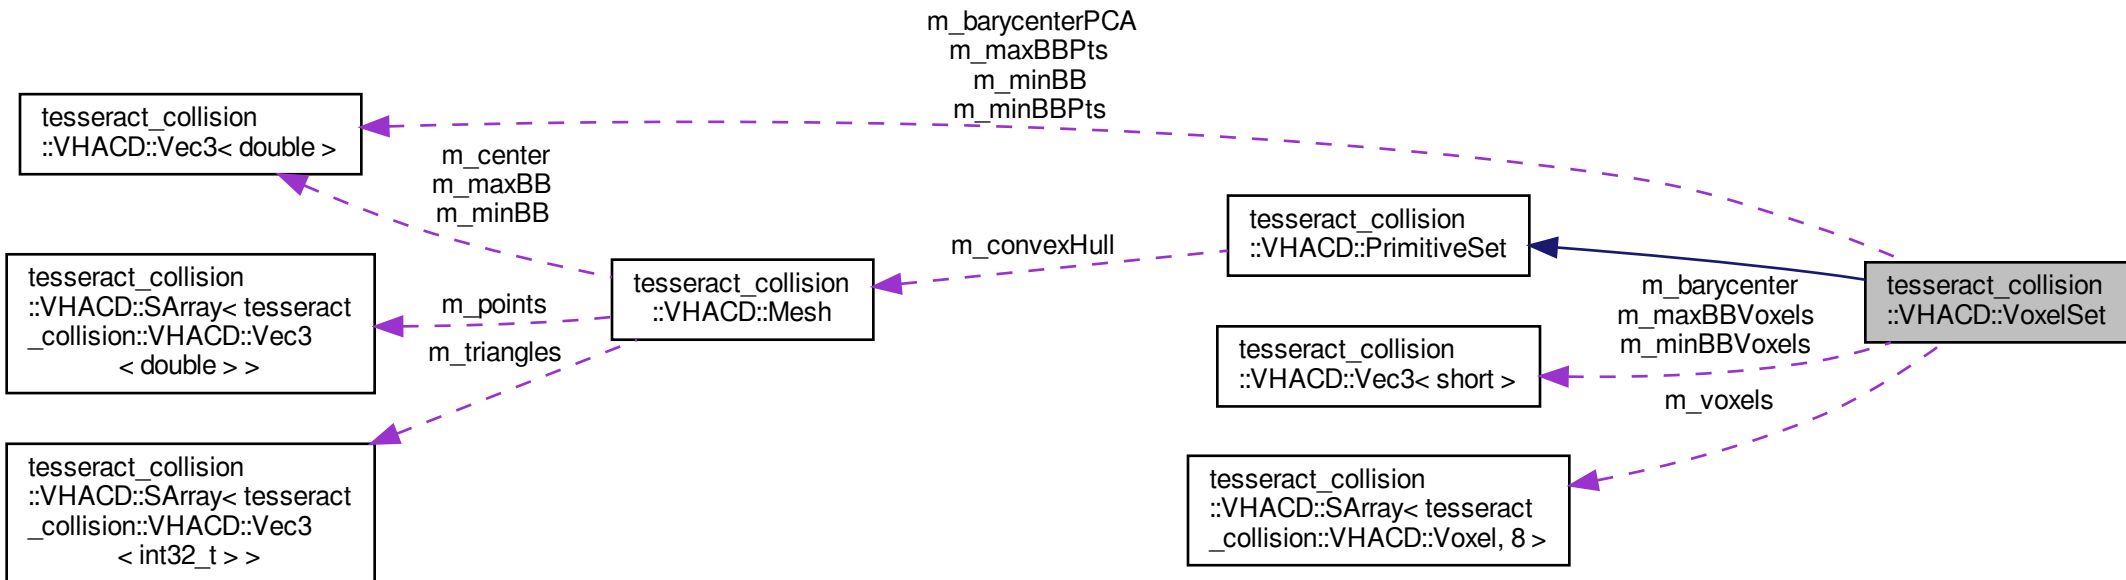 m_barycenterPCA
m_maxBBPts
m_minBB
m_minBBPts
tesseract_collision
::VHACD::Vec3< double >
m_center
m_maxBB
m_minBB
tesseract_collision
::VHACD::PrimitiveSet
m_convexHull
tesseract_collision
::VHACD::SArray< tesseract
_collision::VHACD::Vec3
< double > >
tesseract_collision
::VHACD::Mesh
m_points
m_triangles
m_barycenter
m_maxBBVoxels
m_minBBVoxels
tesseract_collision
::VHACD::VoxelSet
tesseract_collision
::VHACD::Vec3< short >
m_voxels
tesseract_collision
::VHACD::SArray< tesseract
_collision::VHACD::Vec3
< int32_t > >
tesseract_collision
::VHACD::SArray< tesseract
_collision::VHACD::Voxel, 8 >